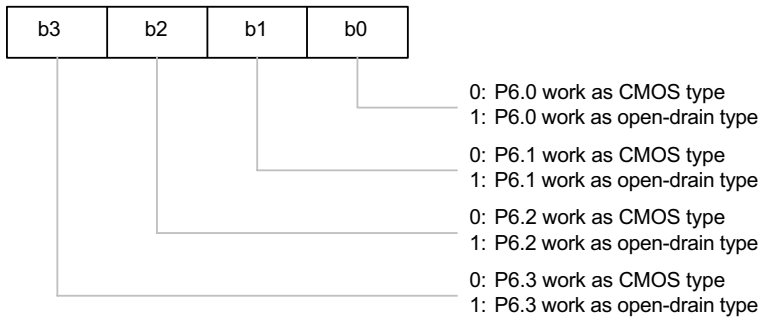 b3 b2 b1 b0
0: P6.0 work as CMOS type
1: P6.0 work as open-drain type
0: P6.1 work as CMOS type
1: P6.1 work as open-drain type
0: P6.2 work as CMOS type
1: P6.2 work as open-drain type
0: P6.3 work as CMOS type
1: P6.3 work as open-drain type